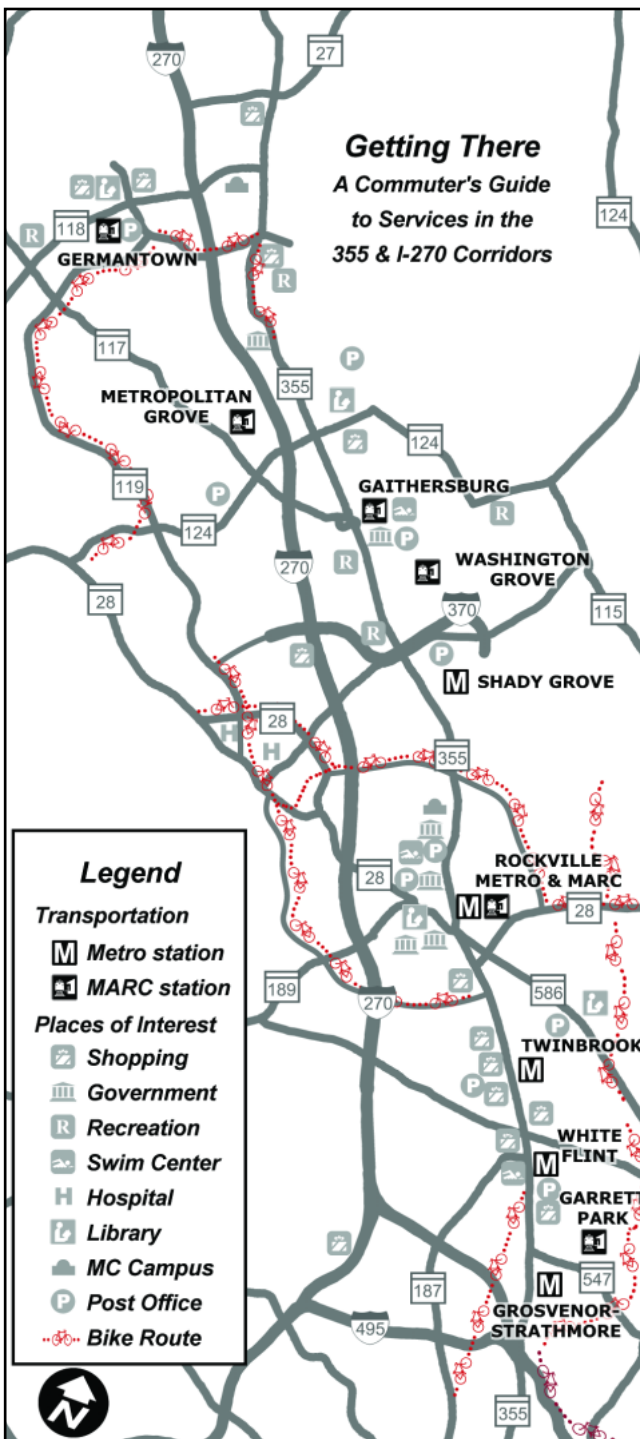 27
270
Getting There
A Commuter's Guide
to Services in the
355 & I-270 Corridors
124
118
P
R
GERMANTOWN
R
117
355
P
METROPOLITAN
GROVE
124
119
GAITHERSBURG
P
124
R
P
270
R
WASHINGTON
GROVE
28
370
115
R
P
M SHADY GROVE
28
H
H
355
P
ROCKVILLE
METRO & MARC
28
P
M
28
189
270
586
P
TWINBROOK
M
P
WHITE
FLINT
M
P
GARRETT
PARK
187
M
547
GROSVENOR-
STRATHMORE
495
355
Legend
Transportation
M Metro station
MARC station
Places of Interest
Shopping
Government
R Recreation
Swim Center
H Hospital
Library
MC Campus
P Post Office
Bike Route
N